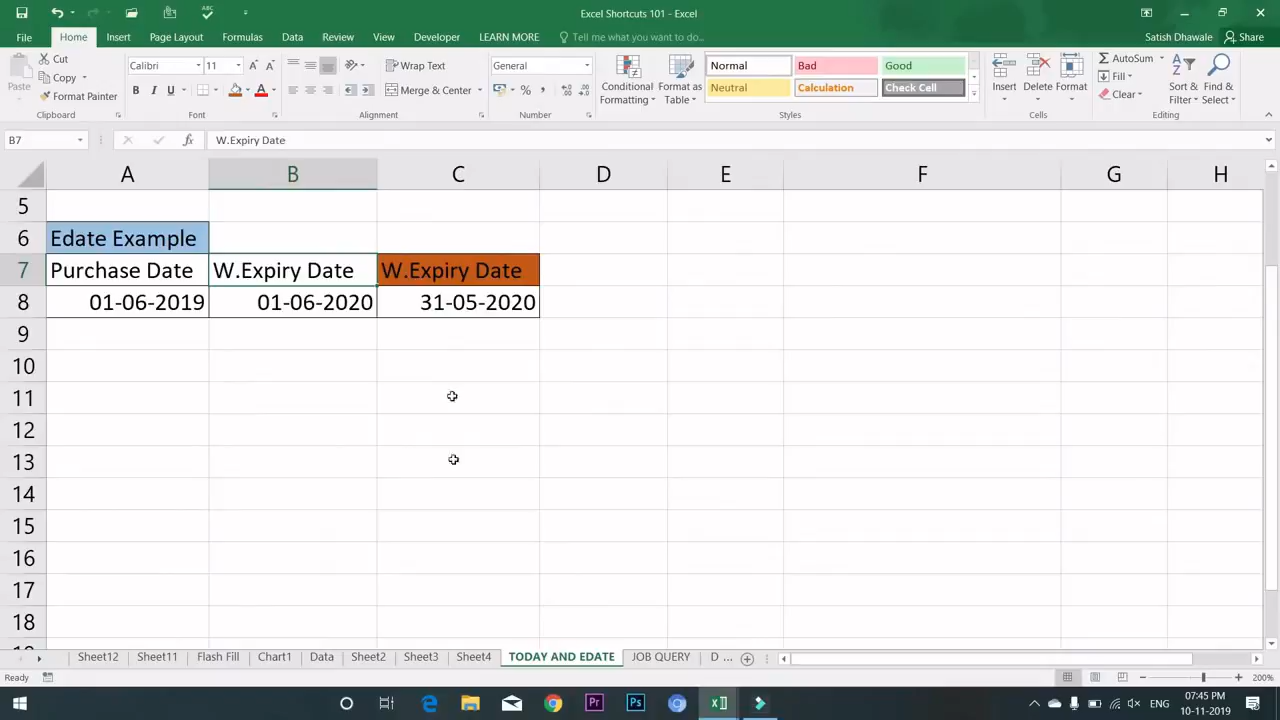 Excel Shortcuts 101 - Excel
File Home Insert Page Layout Formulas Data Review View Developer LEARN MORE Tell me what you want to do... Satish Dhawale Share
Paste Cut Copy Format Painter
Calibri 11 A A B I U A
Wrap Text Merge & Center
General % ,
Conditional Formatting Format as Table
Normal Bad Good
Neutral Calculation Check Cell
Insert Delete Format
AutoSum Fill Clear
Sort & Filter Find & Select
Clipboard Font Alignment Number Styles Cells Editing
B7 fx W.Expiry Date
A B C D E F G H
5
6 Edate Example
7 Purchase Date W.Expiry Date W.Expiry Date
8 01-06-2019 01-06-2020 31-05-2020
9
10
11
12
13
14
15
16
17
18
Sheet12 Sheet11 Flash Fill Chart1 Data Sheet2 Sheet3 Sheet4 TODAY AND EDATE JOB QUERY D ...
Ready 200%
07:45 PM
10-11-2019